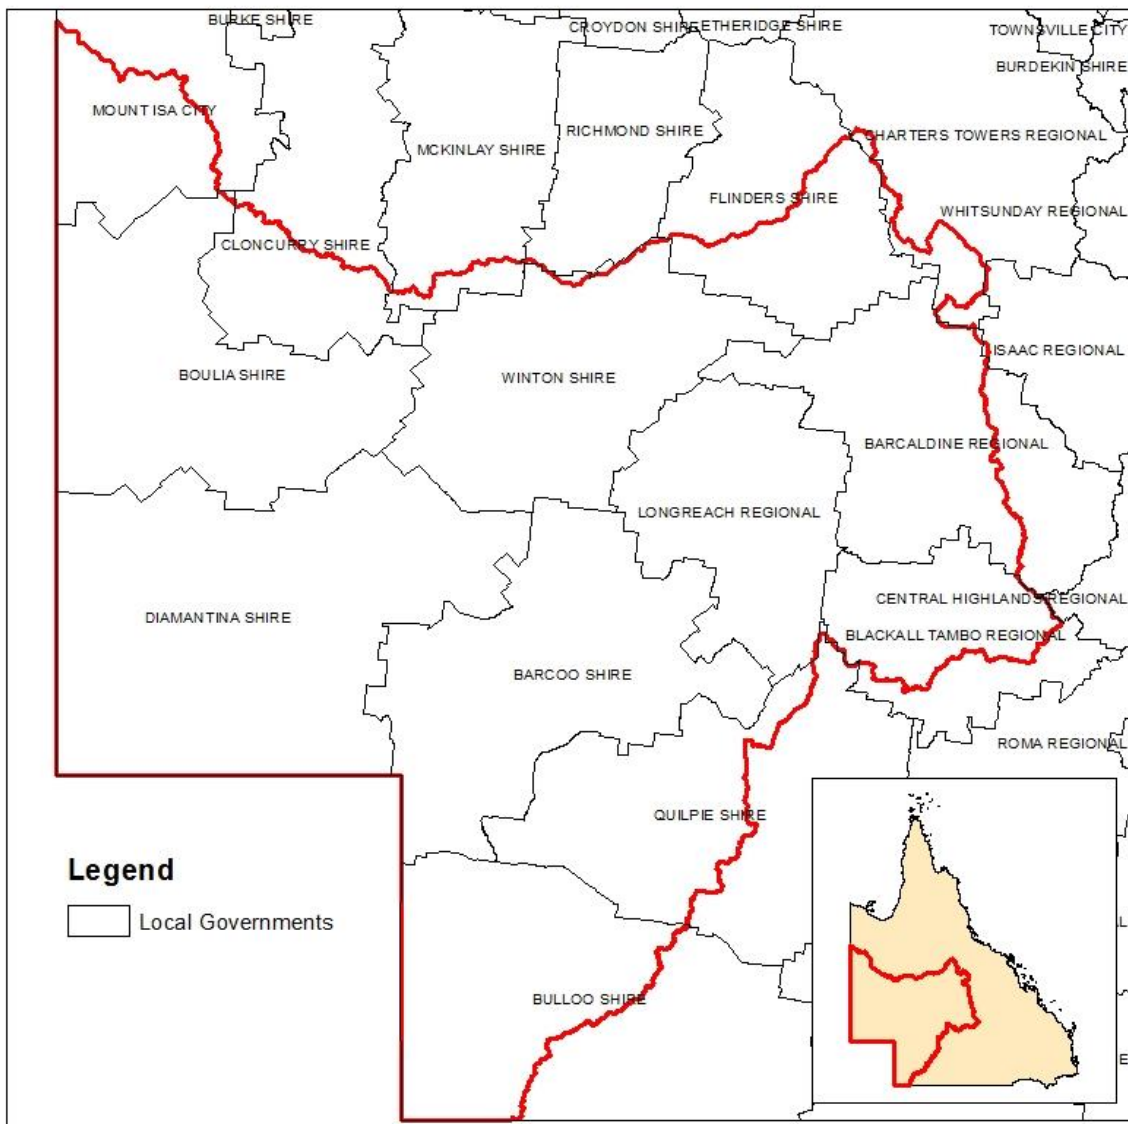 BURKE SHIRE
CROYDON SHIRE
ETHERIDGE SHIRE
TOWNSVILLE CITY
BURDEKIN SHIRE
MOUNT ISA CITY
RICHMOND SHIRE
CHARTERS TOWERS REGIONAL
MCKINLAY SHIRE
FLINDERS SHIRE
WHITSUNDAY REGIONAL
CLONCURRY SHIRE
ISAAC REGIONAL
BOULIA SHIRE
WINTON SHIRE
BARCALDINE REGIONAL
LONGREACH REGIONAL
CENTRAL HIGHLANDS REGIONAL
DIAMANTINA SHIRE
BLACKALL TAMBO REGIONAL
BARCOO SHIRE
ROMA REGIONAL
QUILPIE SHIRE
Legend
Local Governments
L
BULLOO SHIRE
E